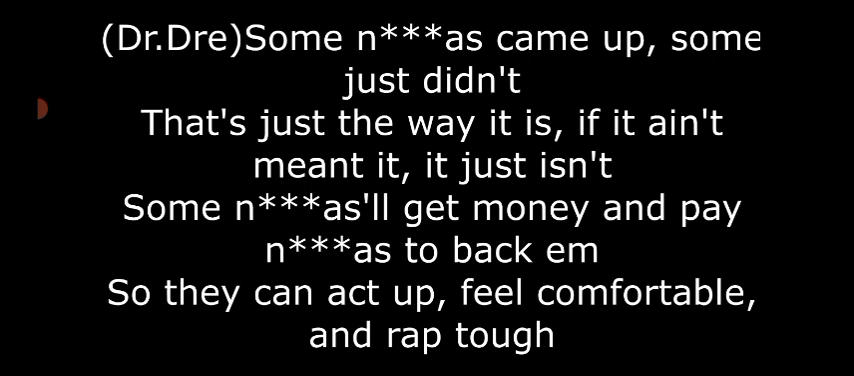 (Dr.Dre)Some n***as came up, some
just didn't
That's just the way it is, if it ain't
meant it, it just isn't
Some n***as'll get money and pay
n***as to back em
So they can act up, feel comfortable,
and rap tough